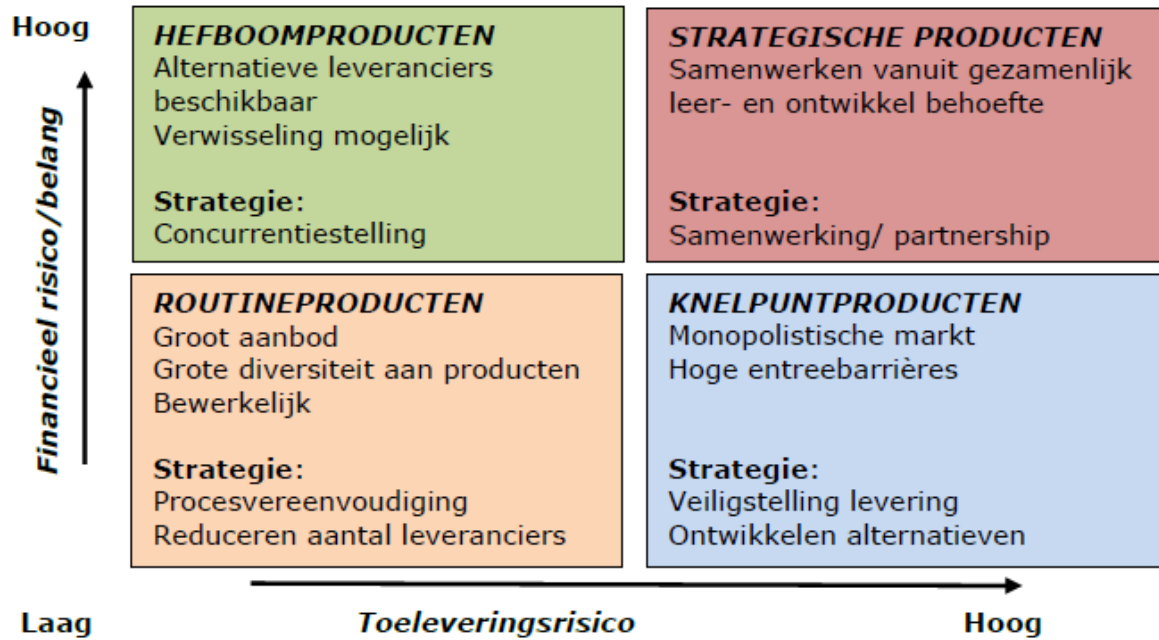 Hoog
Financieel risico/belang
HEFBOOMPRODUCTEN
Alternatieve leveranciers
beschikbaar
Verwisseling mogelijk
Strategie:
Concurrentiestelling
STRATEGISCHE PRODUCTEN
Samenwerken vanuit gezamenlijk
leer- en ontwikkel behoefte
Strategie:
Samenwerking/ partnership
ROUTINEPRODUCTEN
Groot aanbod
Grote diversiteit aan producten
Bewerkelijk
Strategie:
Procesvereenvoudiging
Reduceren aantal leveranciers
KNELPUNTPRODUCTEN
Monopolistische markt
Hoge entreebarrières
Strategie:
Veiligstelling levering
Ontwikkelen alternatieven
Laag
Toeleveringsrisico
Hoog